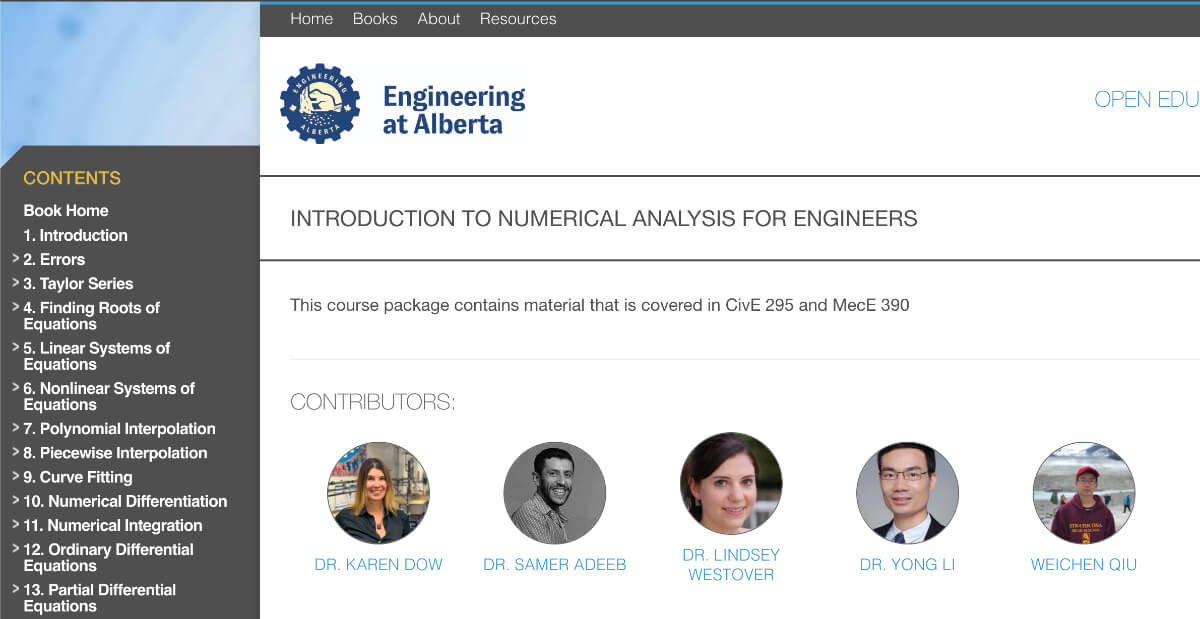 Home Books About Resources
ENGINEERING
ALBERTA
Engineering
at Alberta
OPEN EDU
CONTENTS
Book Home
1. Introduction
> 2. Errors
> 3. Taylor Series
> 4. Finding Roots of
Equations
> 5. Linear Systems of
Equations
> 6. Nonlinear Systems of
Equations
> 7. Polynomial Interpolation
> 8. Piecewise Interpolation
> 9. Curve Fitting
> 10. Numerical Differentiation
> 11. Numerical Integration
> 12. Ordinary Differential
Equations
> 13. Partial Differential
Equations
INTRODUCTION TO NUMERICAL ANALYSIS FOR ENGINEERS
This course package contains material that is covered in CivE 295 and MecE 390
CONTRIBUTORS:
DR. KAREN DOW
DR. SAMER ADEEB
DR. LINDSEY
WESTOVER
DR. YONG LI
WEICHEN QIU